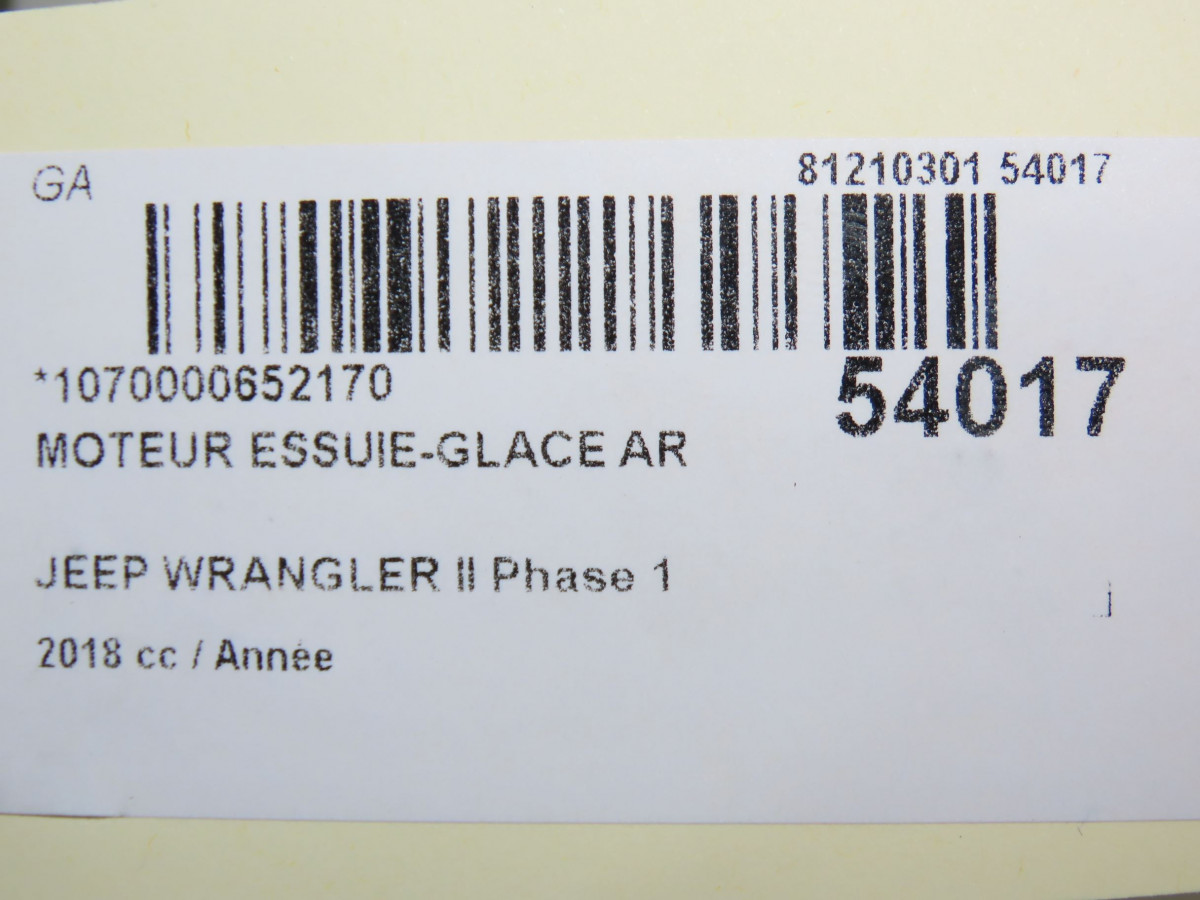 GA
81210301 54017
*1070000652170
54017
MOTEUR ESSUIE-GLACE AR
JEEP WRANGLER II Phase 1
2018 cc / Année